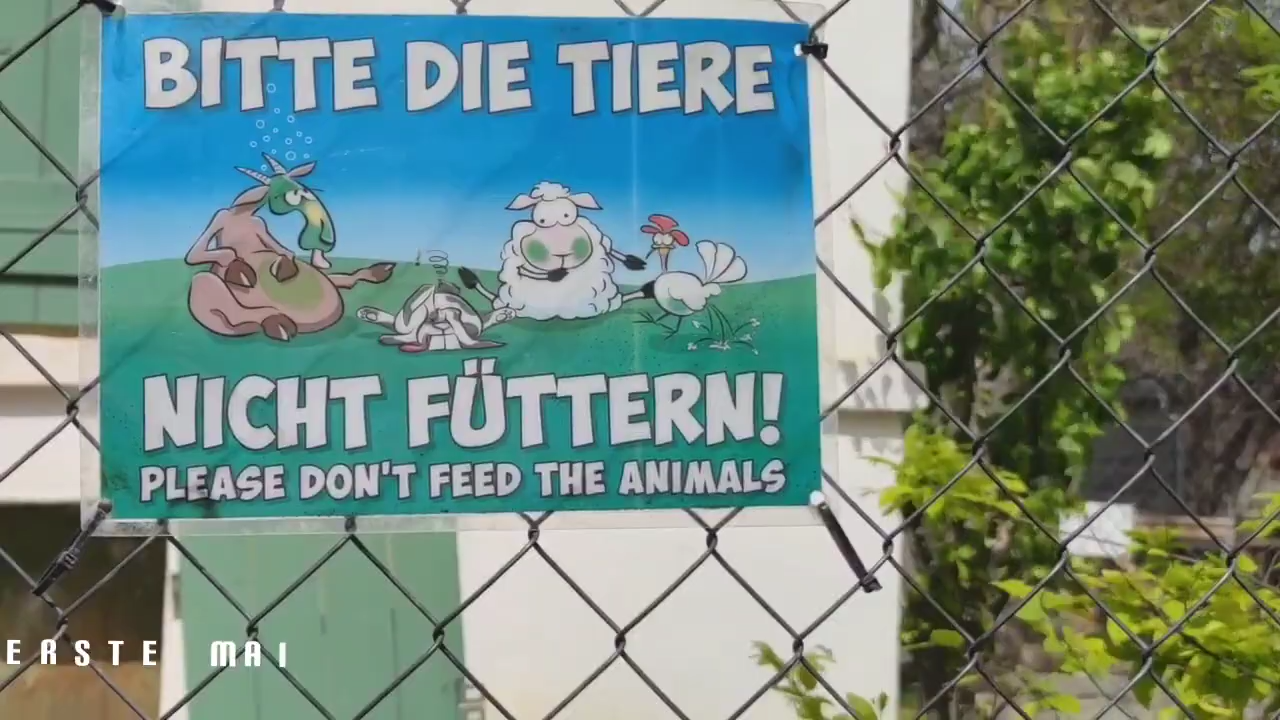 BITTE DIE TIERE
NICHT FÜTTERN!
PLEASE DON'T FEED THE ANIMALS
ERSTE MAI